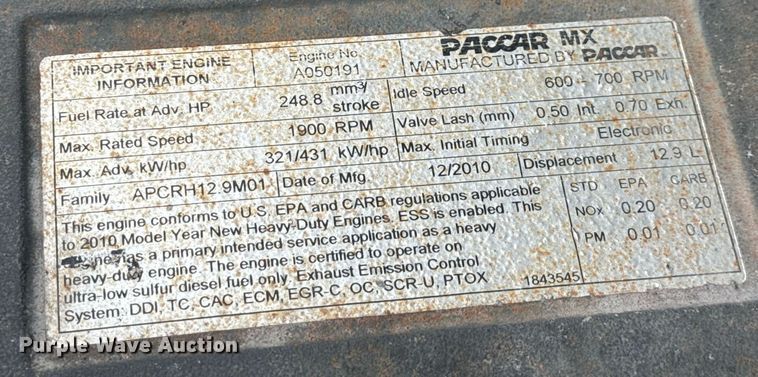 IMPORTANT ENGINE INFORMATION
Engine No. A050191
PACCAR MX
MANUFACTURED BY PACCAR
Fuel Rate at Adv. HP 248.8 mm³/stroke
Idle Speed 600 - 700 RPM
Max. Rated Speed 1900 RPM
Valve Lash (mm) 0.50 Int. 0.70 Exh.
Max. Adv. kW/hp 321/431 kW/hp
Max. Initial Timing Electronic
Family APCRH12.9M01
Date of Mfg. 12/2010
Displacement 12.9 L
This engine conforms to U.S. EPA and CARB regulations applicable
to 2010 Model Year New Heavy-Duty Engines. ESS is enabled. This
has a primary intended service application as a heavy
heavy-duty engine. The engine is certified to operate on
ultra-low sulfur diesel fuel only. Exhaust Emission Control
System: DDI, TC, CAC, ECM, EGR-C, OC, SCR-U, PTOX
STD EPA CARB
NOx 0.20 0.20
PM 0.01 0.01
1843545
Purple Wave Auction